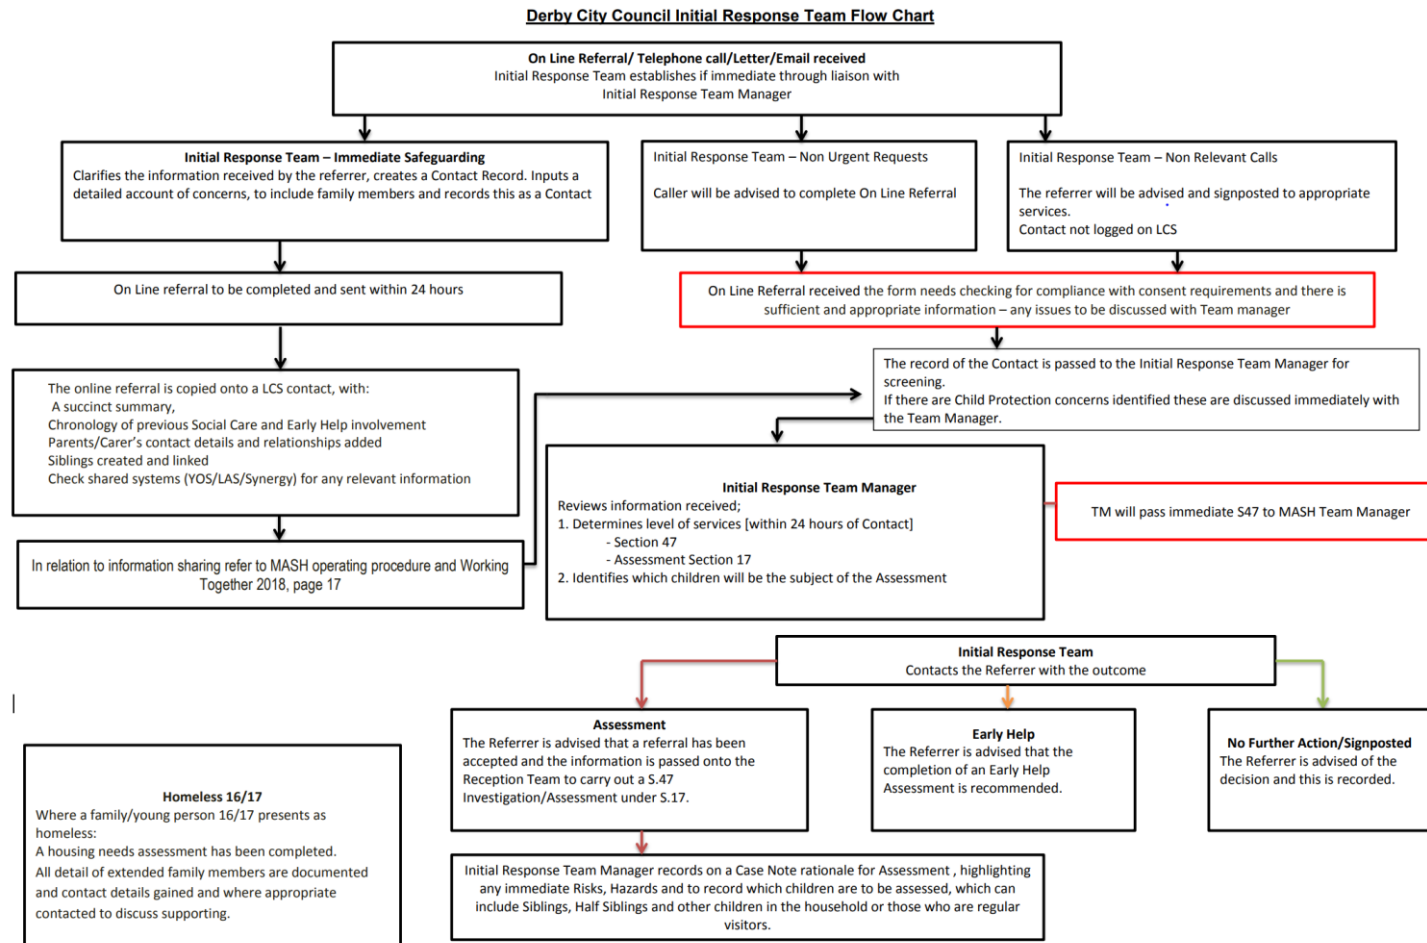 Derby City Council Initial Response Team Flow Chart
On Line Referral/ Telephone call/Letter/Email received
Initial Response Team establishes if immediate through liaison with
Initial Response Team Manager
Initial Response Team – Immediate Safeguarding
Clarifies the information received by the referrer, creates a Contact Record. Inputs a
detailed account of concerns, to include family members and records this as a Contact
Initial Response Team – Non Urgent Requests
Caller will be advised to complete On Line Referral
Initial Response Team – Non Relevant Calls
The referrer will be advised and signposted to appropriate
services.
Contact not logged on LCS
On Line referral to be completed and sent within 24 hours
On Line Referral received the form needs checking for compliance with consent requirements and there is
sufficient and appropriate information – any issues to be discussed with Team manager
The online referral is copied onto a LCS contact, with:
A succinct summary,
Chronology of previous Social Care and Early Help involvement
Parents/Carer's contact details and relationships added
Siblings created and linked
Check shared systems (YOS/LAS/Synergy) for any relevant information
The record of the Contact is passed to the Initial Response Team Manager for
screening.
If there are Child Protection concerns identified these are discussed immediately with
the Team Manager.
In relation to information sharing refer to MASH operating procedure and Working
Together 2018, page 17
Initial Response Team Manager
Reviews information received;
1. Determines level of services [within 24 hours of Contact]
- Section 47
- Assessment Section 17
2. Identifies which children will be the subject of the Assessment
TM will pass immediate S47 to MASH Team Manager
Initial Response Team
Contacts the Referrer with the outcome
Assessment
The Referrer is advised that a referral has been
accepted and the information is passed onto the
Reception Team to carry out a S.47
Investigation/Assessment under S.17.
Early Help
The Referrer is advised that the
completion of an Early Help
Assessment is recommended.
No Further Action/Signposted
The Referrer is advised of the
decision and this is recorded.
Homeless 16/17
Where a family/young person 16/17 presents as
homeless:
A housing needs assessment has been completed.
All detail of extended family members are documented
and contact details gained and where appropriate
contacted to discuss supporting.
Initial Response Team Manager records on a Case Note rationale for Assessment , highlighting
any immediate Risks, Hazards and to record which children are to be assessed, which can
include Siblings, Half Siblings and other children in the household or those who are regular
visitors.